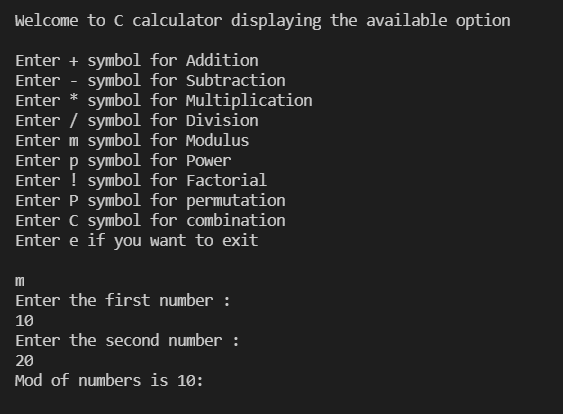 Welcome to C calculator displaying the available option
Enter + symbol for Addition
Enter - symbol for Subtraction
Enter * symbol for Multiplication
Enter / symbol for Division
Enter m symbol for Modulus
Enter p symbol for Power
Enter ! symbol for Factorial
Enter P symbol for permutation
Enter C symbol for combination
Enter e if you want to exit
m
Enter the first number :
10
Enter the second number :
20
Mod of numbers is 10: